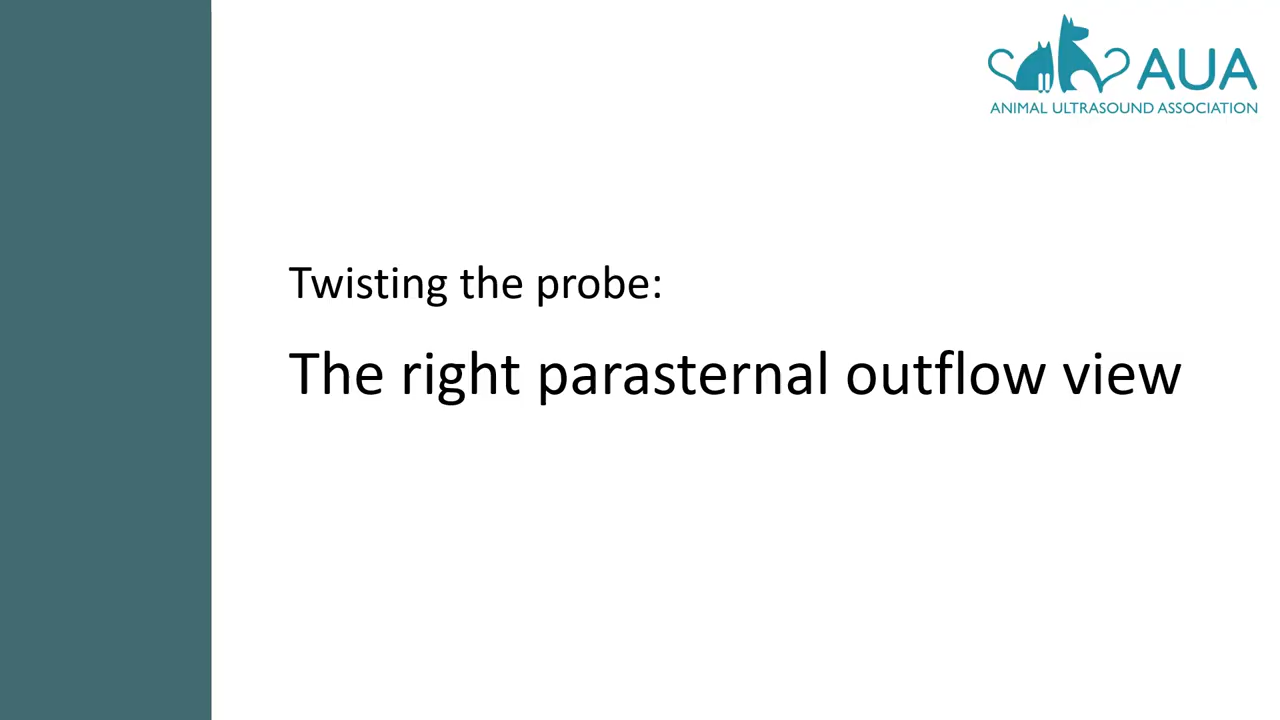 AUA
ANIMAL ULTRASOUND ASSOCIATION
Twisting the probe:
The right parasternal outflow view